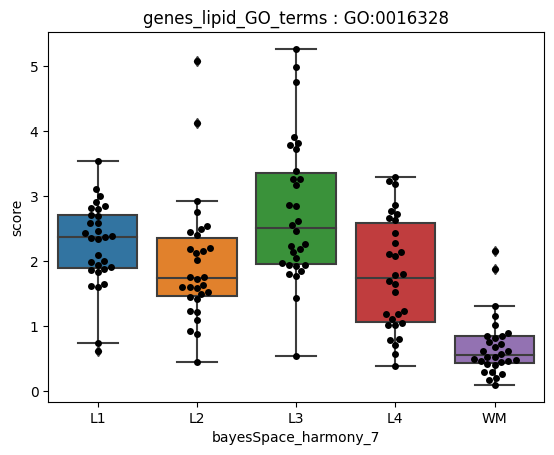 genes_lipid_GO_terms : GO:0016328
score
5
4
3
2
1
0
L1 L2 L3 L4 WM
bayesSpace_harmony_7